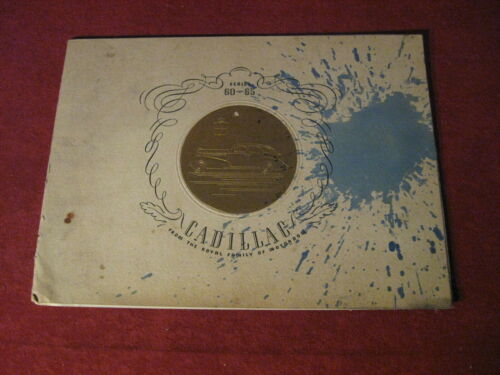 SERIES
60–65
CADILLAC
FROM THE ROYAL FAMILY OF MOTORDOM